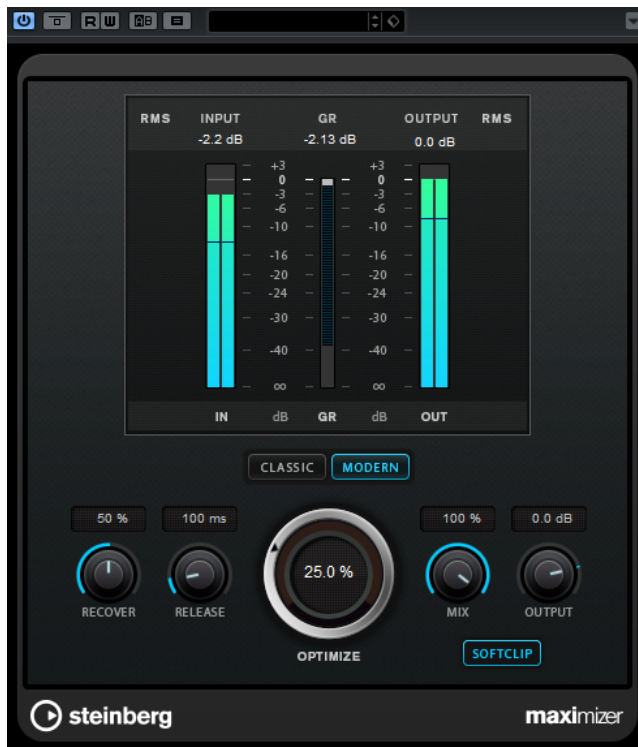 R W AB
RMS INPUT GR OUTPUT RMS
-2.2 dB -2.13 dB 0.0 dB
+3 +3
0 0
-3 -3
-6 -6
-10 -10
-16 -16
-20 -20
-24 -24
-30 -30
-40 -40
∞ ∞
IN dB GR dB OUT
CLASSIC MODERN
50 % 100 ms 100 % 0.0 dB
25.0 %
RECOVER RELEASE MIX OUTPUT
OPTIMIZE SOFTCLIP
steinberg maximizer